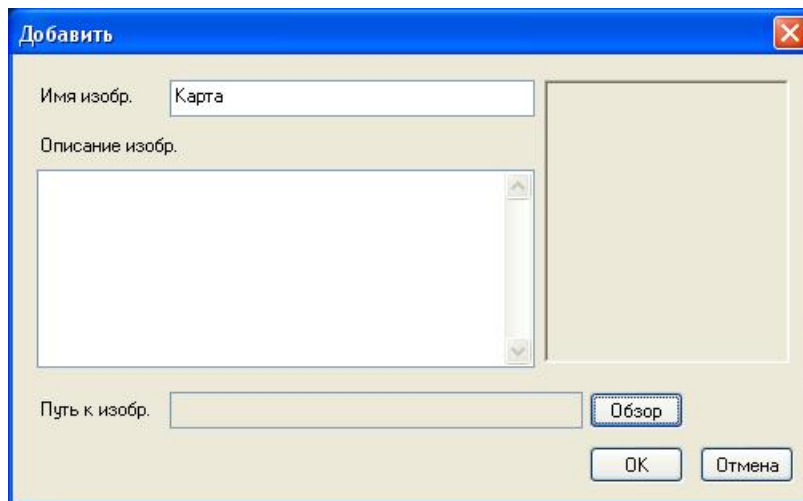 Добавить
Имя изобр.
Карта
Описание изобр.
Путь к изобр.
Обзор
OK
Отмена